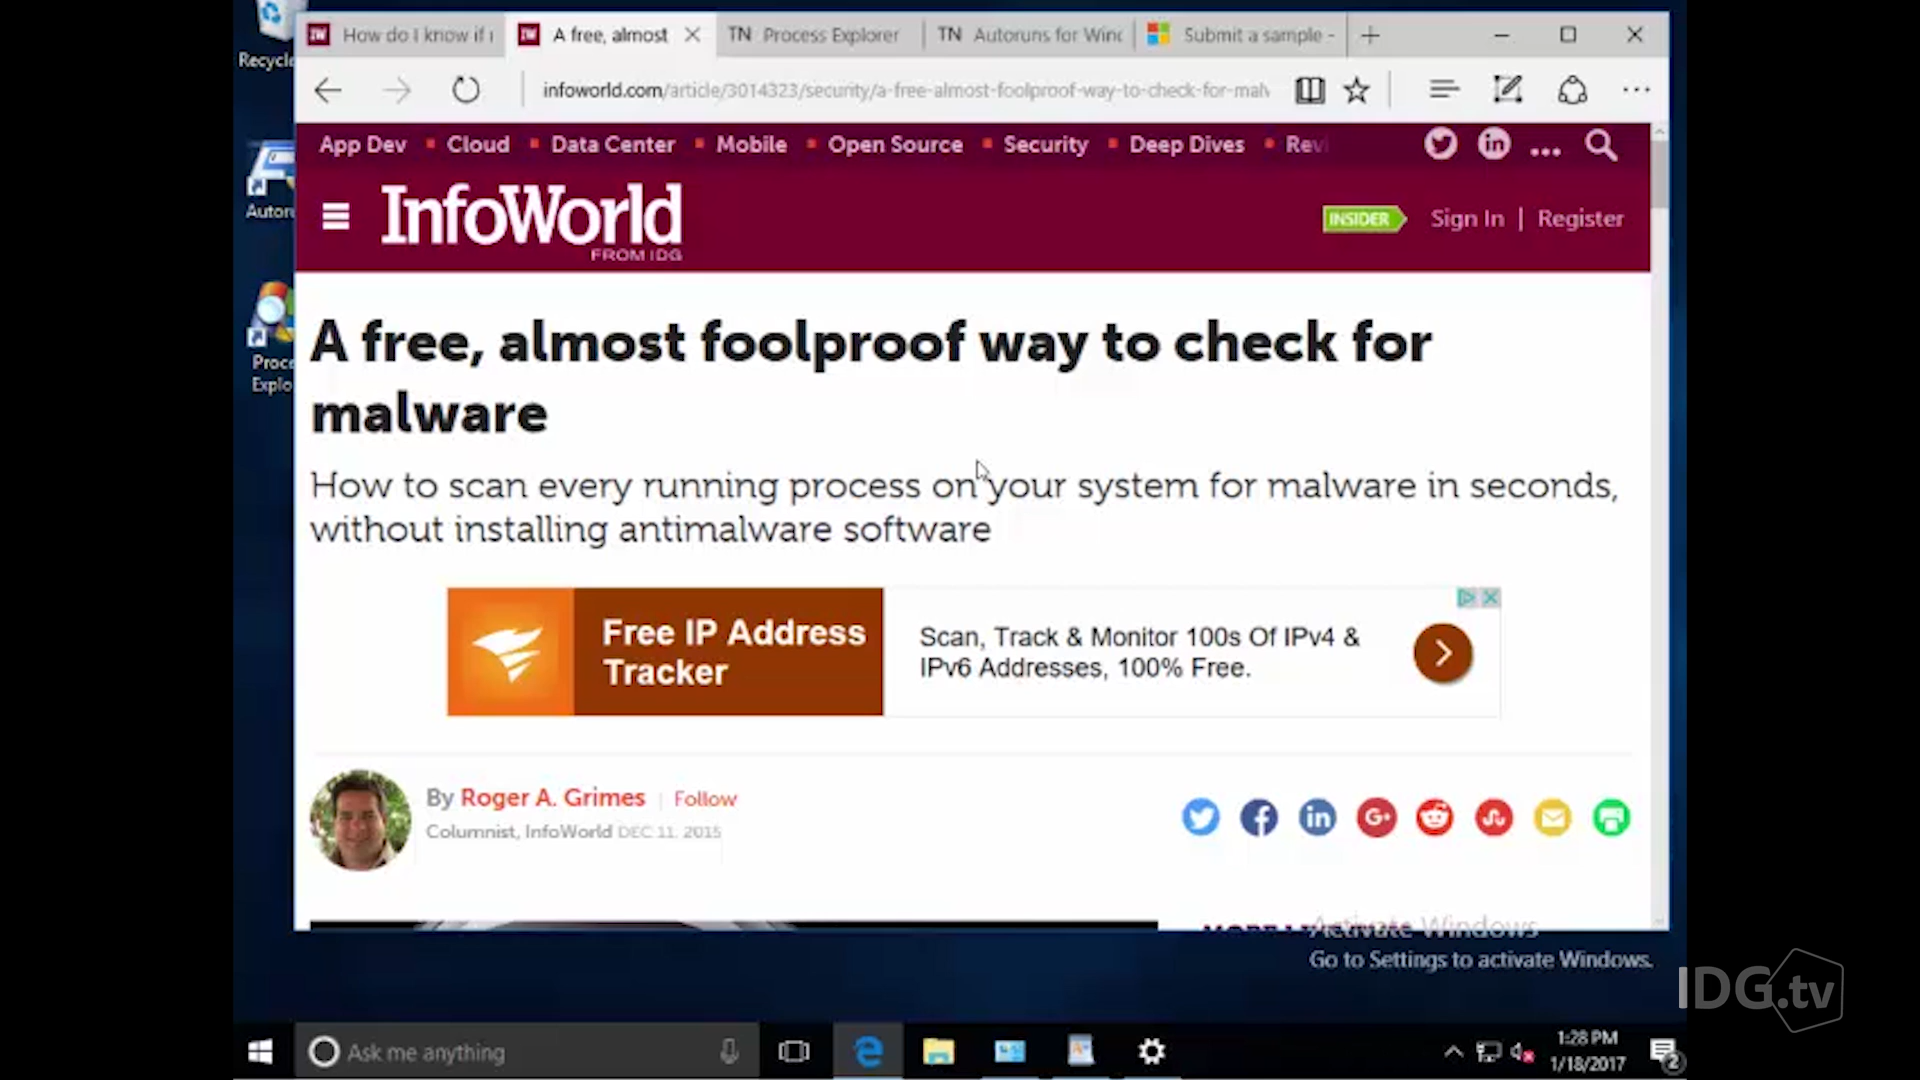 Recycle
How do I know if
A free, almost
TN Process Explorer
TN Autoruns for Winc
Submit a sample -
infoworld.com/article/3014323/security/a-free-almost-foolproof-way-to-check-for-malv
App Dev
Cloud
Data Center
Mobile
Open Source
Security
Deep Dives
Revi
InfoWorld
FROM IDG
INSIDER
Sign In | Register
Autoru
Proce
Explo
A free, almost foolproof way to check for
malware
How to scan every running process on your system for malware in seconds,
without installing antimalware software
Free IP Address
Tracker
Scan, Track & Monitor 100s Of IPv4 &
IPv6 Addresses, 100% Free.
By Roger A. Grimes | Follow
Columnist, InfoWorld DEC 11, 2015
Activate Windows
Go to Settings to activate Windows.
IDG.tv
Ask me anything
1:28 PM
1/18/2017
2